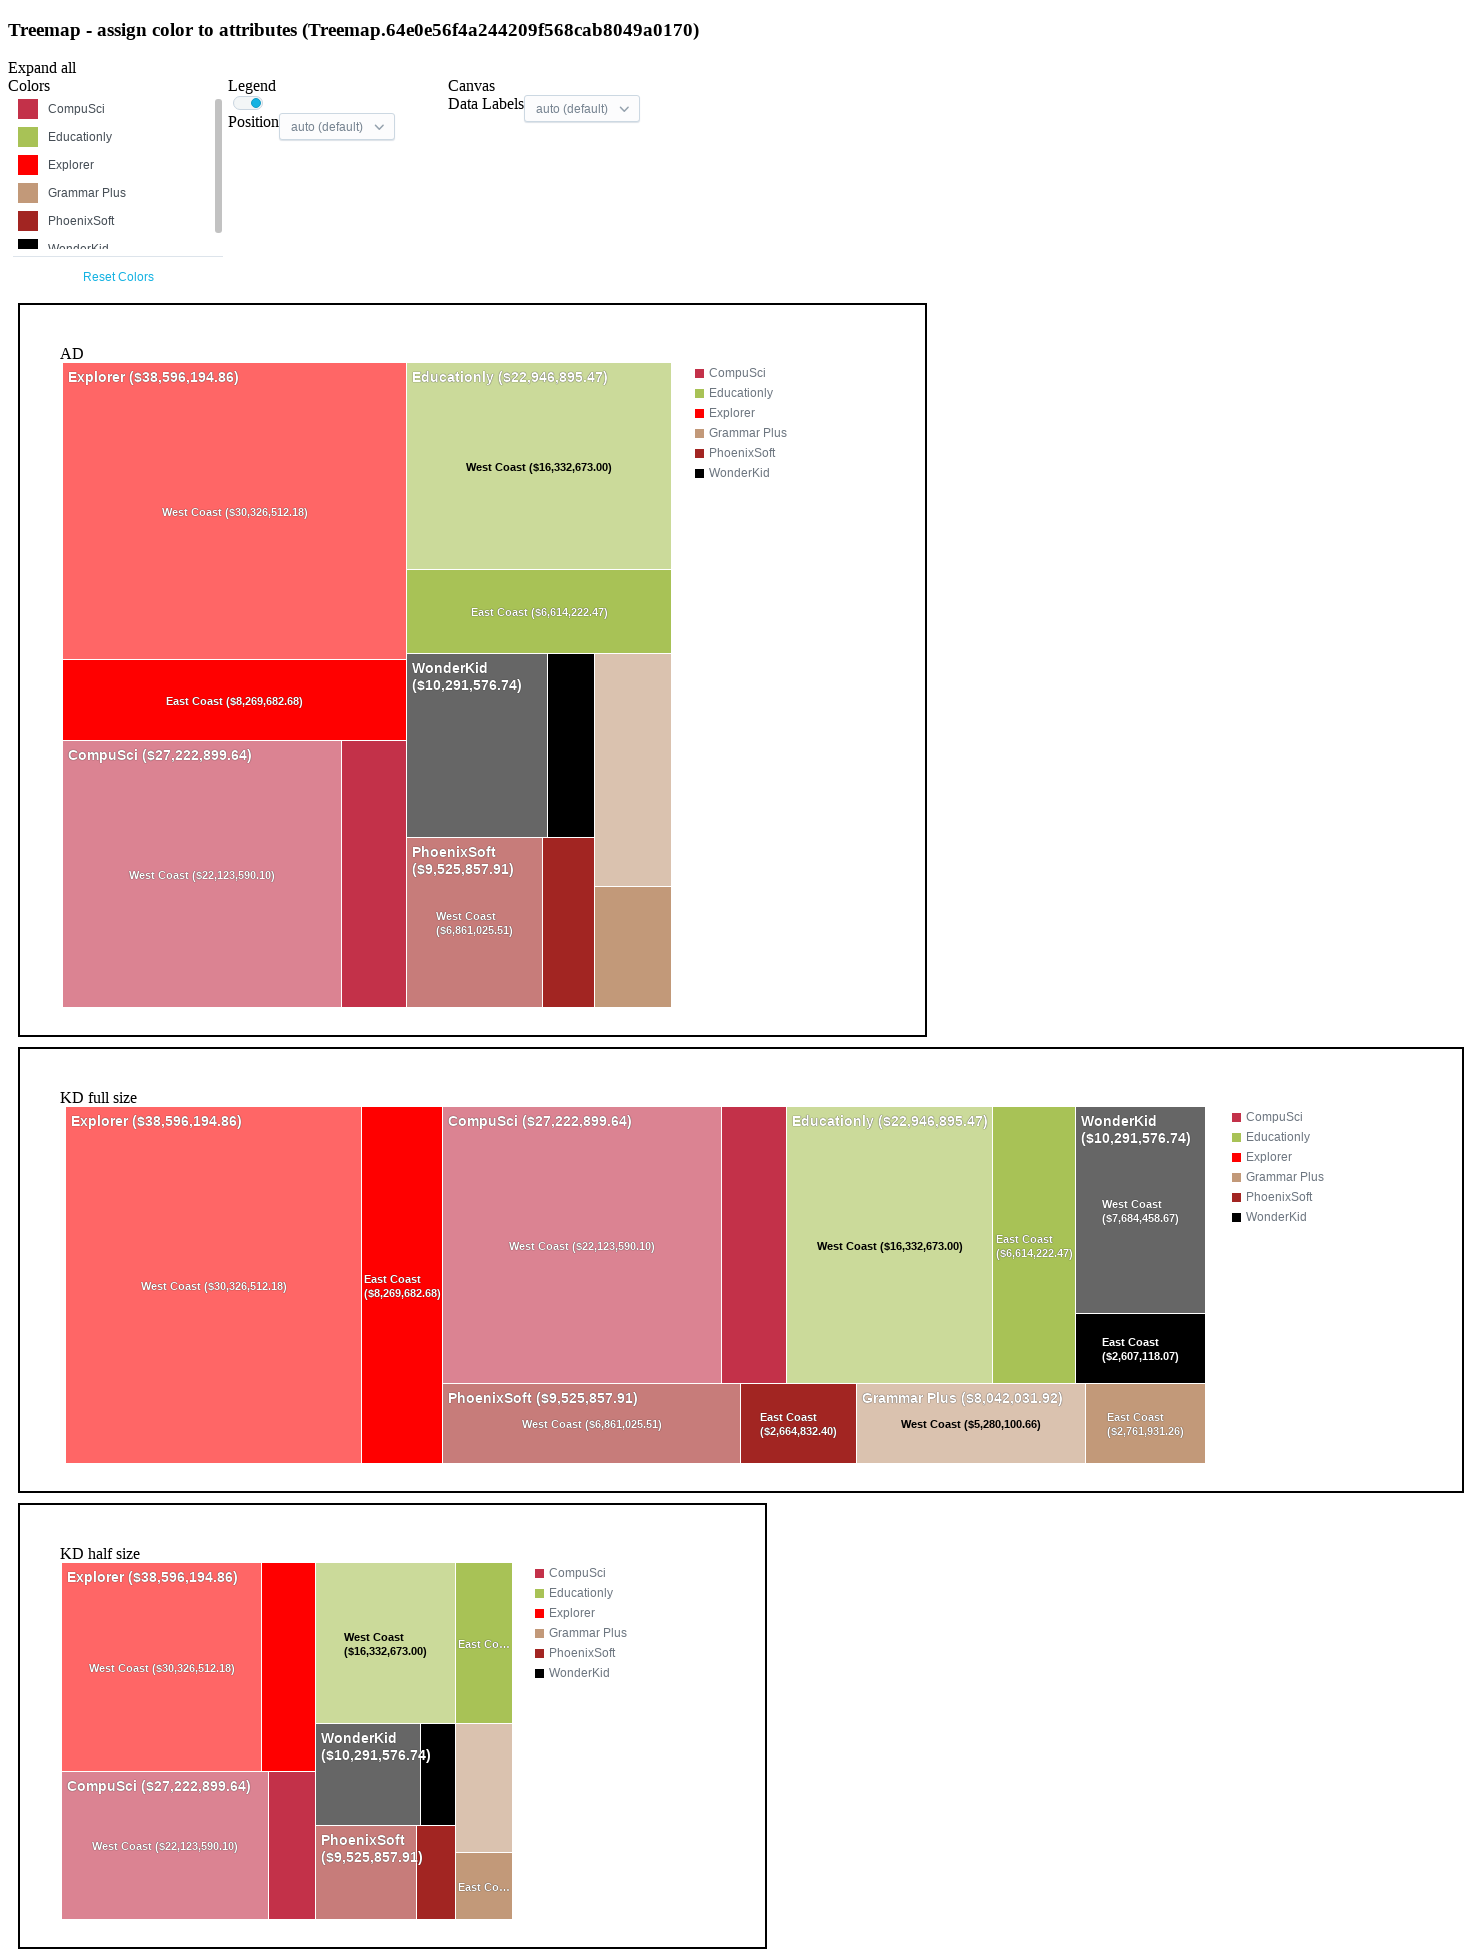 Treemap - assign color to attributes (Treemap.64e0e56f4a244209f568cab8049a0170)
Expand all
Colors
CompuSci
Educationly
Explorer
Grammar Plus
PhoenixSoft
WonderKid
Reset Colors
Legend
Position auto (default)
Canvas
Data Labels auto (default)
AD
Explorer ($38,596,194.86)
West Coast ($30,326,512.18)
East Coast ($8,269,682.68)
CompuSci ($27,222,899.64)
West Coast ($22,123,590.10)
Educationly ($22,946,895.47)
West Coast ($16,332,673.00)
East Coast ($6,614,222.47)
WonderKid
($10,291,576.74)
PhoenixSoft
($9,525,857.91)
West Coast
($6,861,025.51)
CompuSci
Educationly
Explorer
Grammar Plus
PhoenixSoft
WonderKid
KD full size
Explorer ($38,596,194.86)
West Coast ($30,326,512.18)
East Coast
($8,269,682.68)
CompuSci ($27,222,899.64)
West Coast ($22,123,590.10)
Educationly ($22,946,895.47)
West Coast ($16,332,673.00)
East Coast
($6,614,222.47)
WonderKid
($10,291,576.74)
West Coast
($7,684,458.67)
East Coast
($2,607,118.07)
PhoenixSoft ($9,525,857.91)
West Coast ($6,861,025.51)
East Coast
($2,664,832.40)
Grammar Plus ($8,042,031.92)
West Coast ($5,280,100.66)
East Coast
($2,761,931.26)
CompuSci
Educationly
Explorer
Grammar Plus
PhoenixSoft
WonderKid
KD half size
Explorer ($38,596,194.86)
West Coast ($30,326,512.18)
CompuSci ($27,222,899.64)
West Coast ($22,123,590.10)
West Coast
($16,332,673.00)
East Co…
WonderKid
($10,291,576.74)
PhoenixSoft
($9,525,857.91)
East Co…
CompuSci
Educationly
Explorer
Grammar Plus
PhoenixSoft
WonderKid